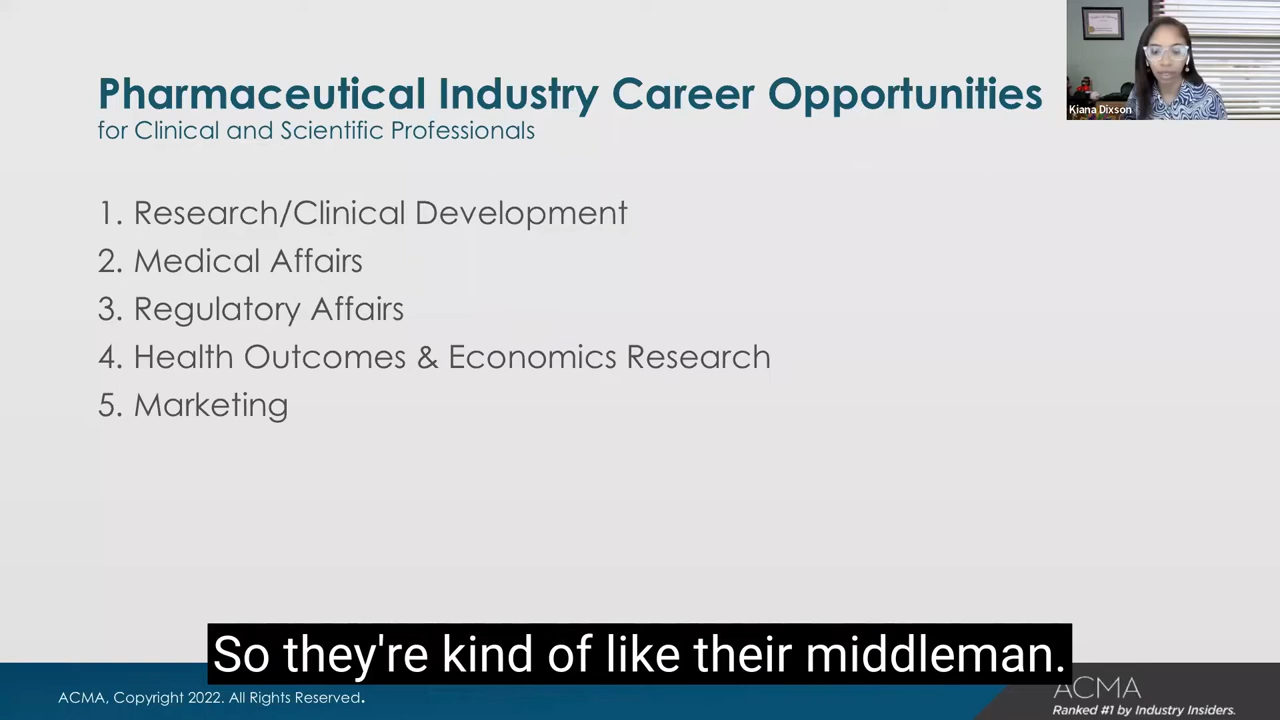 Pharmaceutical Industry Career Opportunities
for Clinical and Scientific Professionals
Kiana Dixson
1. Research/Clinical Development
2. Medical Affairs
3. Regulatory Affairs
4. Health Outcomes & Economics Research
5. Marketing
So they're kind of like their middleman.
ACMA, Copyright 2022. All Rights Reserved.
ACMA
Ranked #1 by Industry Insiders.